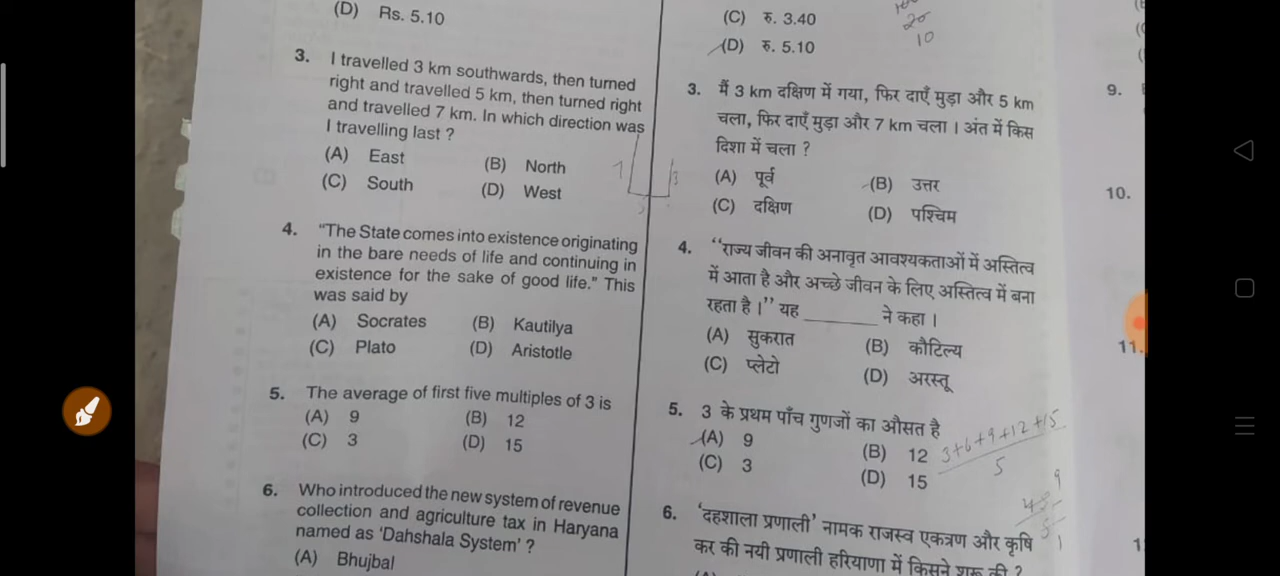 (D) Rs. 5.10
3. I travelled 3 km southwards, then turned
right and travelled 5 km, then turned right
and travelled 7 km. In which direction was
I travelling last ?
(A) East (B) North
(C) South (D) West
4. "The State comes into existence originating
in the bare needs of life and continuing in
existence for the sake of good life." This
was said by
(A) Socrates (B) Kautilya
(C) Plato (D) Aristotle
5. The average of first five multiples of 3 is
(A) 9 (B) 12
(C) 3 (D) 15
6. Who introduced the new system of revenue
collection and agriculture tax in Haryana
named as 'Dahshala System' ?
(A) Bhujbal
(C) रु. 3.40
(D) रु. 5.10
20
10
3. मैं 3 km दक्षिण में गया, फिर दाएँ मुड़ा और 5 km
चला, फिर दाएँ मुड़ा और 7 km चला । अंत में किस
दिशा में चला ?
(A) पूर्व (B) उत्तर
(C) दक्षिण (D) पश्चिम
7 3
4. "राज्य जीवन की अनावृत आवश्यकताओं में अस्तित्व
में आता है और अच्छे जीवन के लिए अस्तित्व में बना
रहता है ।" यह ________ ने कहा ।
(A) सुकरात (B) कौटिल्य
(C) प्लेटो (D) अरस्तू
5. 3 के प्रथम पाँच गुणजों का औसत है
(A) 9 (B) 12
(C) 3 (D) 15
3+6+9+12+15
5
9
6. 'दहशाला प्रणाली' नामक राजस्व एकत्रण और कृषि
कर की नयी प्रणाली हरियाणा में किसने शुरू की ?
9.
10.
11.